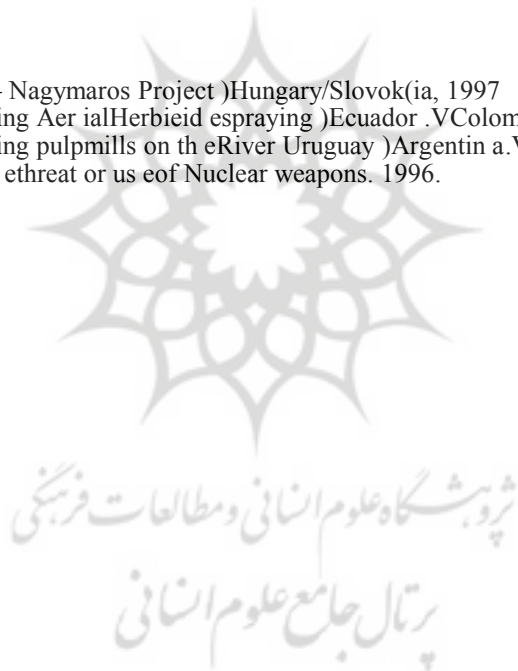 - Nagymaros Project )Hungary/Slovok(ia, 1997
ing Aer ialHerbieid espraying )Ecuador .VColom
ing pulpmills on th eRiver Uruguay )Argentin a.V
ethreat or us eof Nuclear weapons. 1996.
پژوهشگاه علوم انسانی و مطالعات فرهنگی
پرتال جامع علوم انسانی